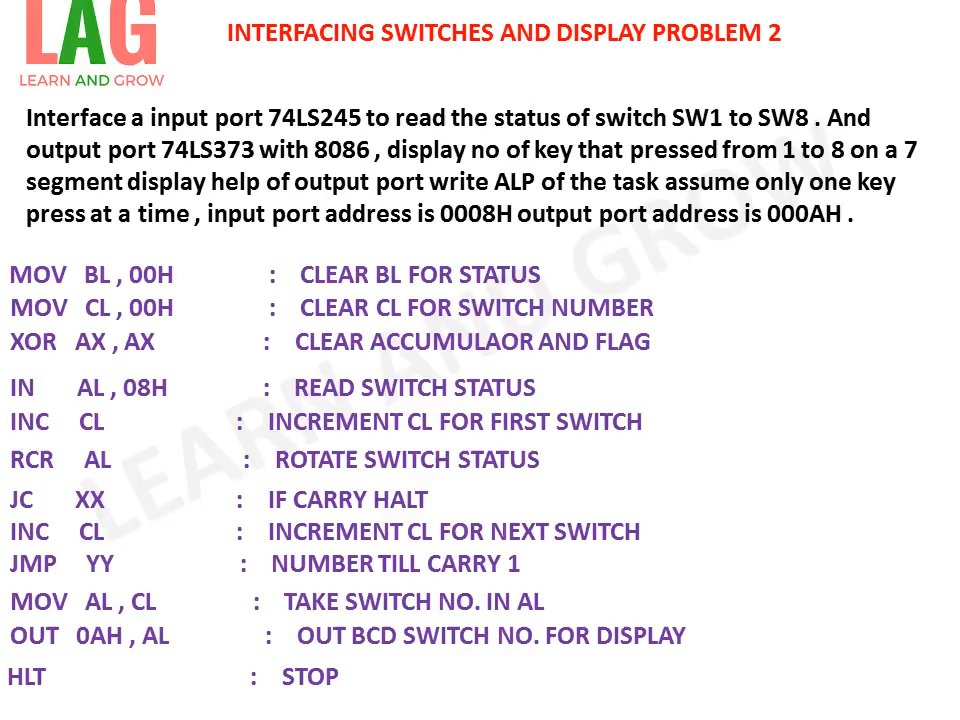 LAG
LEARN AND GROW
INTERFACING SWITCHES AND DISPLAY PROBLEM 2
Interface a input port 74LS245 to read the status of switch SW1 to SW8 . And
output port 74LS373 with 8086 , display no of key that pressed from 1 to 8 on a 7
segment display help of output port write ALP of the task assume only one key
press at a time , input port address is 0008H output port address is 000AH .
MOV BL , 00H : CLEAR BL FOR STATUS
MOV CL , 00H : CLEAR CL FOR SWITCH NUMBER
XOR AX , AX : CLEAR ACCUMULAOR AND FLAG
IN AL , 08H : READ SWITCH STATUS
INC CL : INCREMENT CL FOR FIRST SWITCH
RCR AL : ROTATE SWITCH STATUS
JC XX : IF CARRY HALT
INC CL : INCREMENT CL FOR NEXT SWITCH
JMP YY : NUMBER TILL CARRY 1
MOV AL , CL : TAKE SWITCH NO. IN AL
OUT 0AH , AL : OUT BCD SWITCH NO. FOR DISPLAY
HLT : STOP
LEARN AND GROW